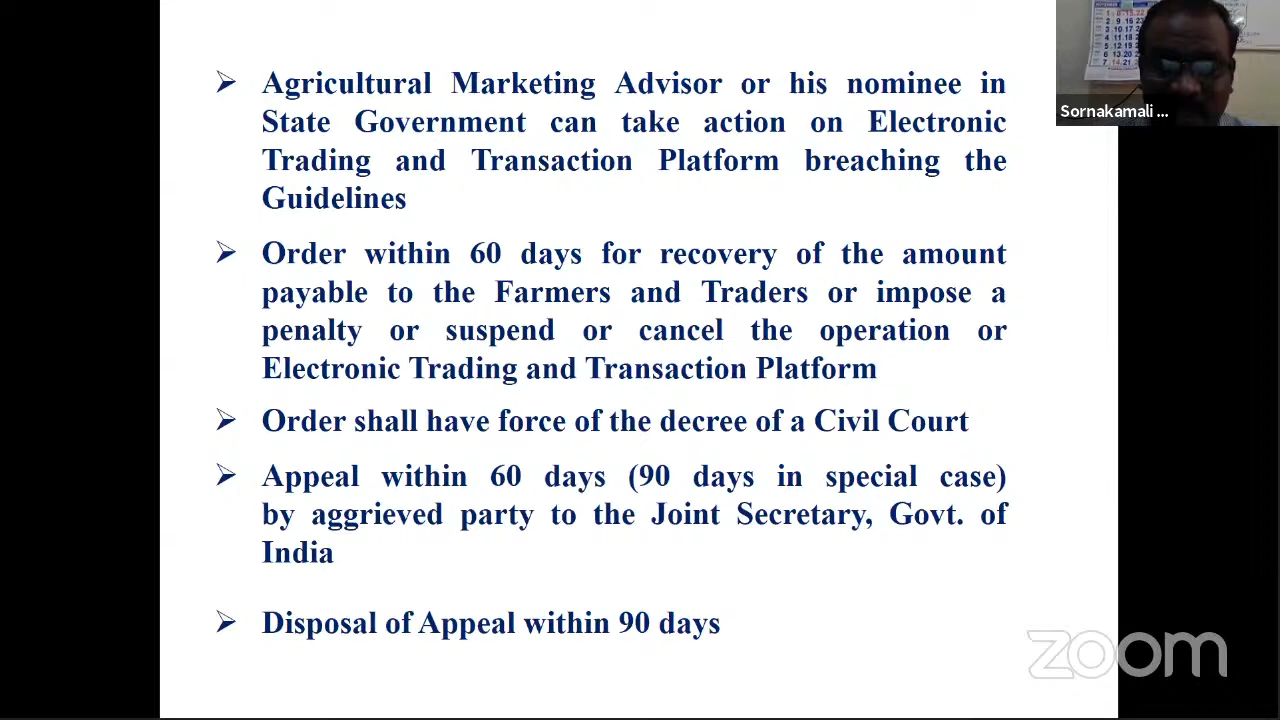 Agricultural Marketing Advisor or his nominee in
State Government can take action on Electronic
Trading and Transaction Platform breaching the
Guidelines
Order within 60 days for recovery of the amount
payable to the Farmers and Traders or impose a
penalty or suspend or cancel the operation or
Electronic Trading and Transaction Platform
Order shall have force of the decree of a Civil Court
Appeal within 60 days (90 days in special case)
by aggrieved party to the Joint Secretary, Govt. of
India
Disposal of Appeal within 90 days
Sornakamali ...
zoom